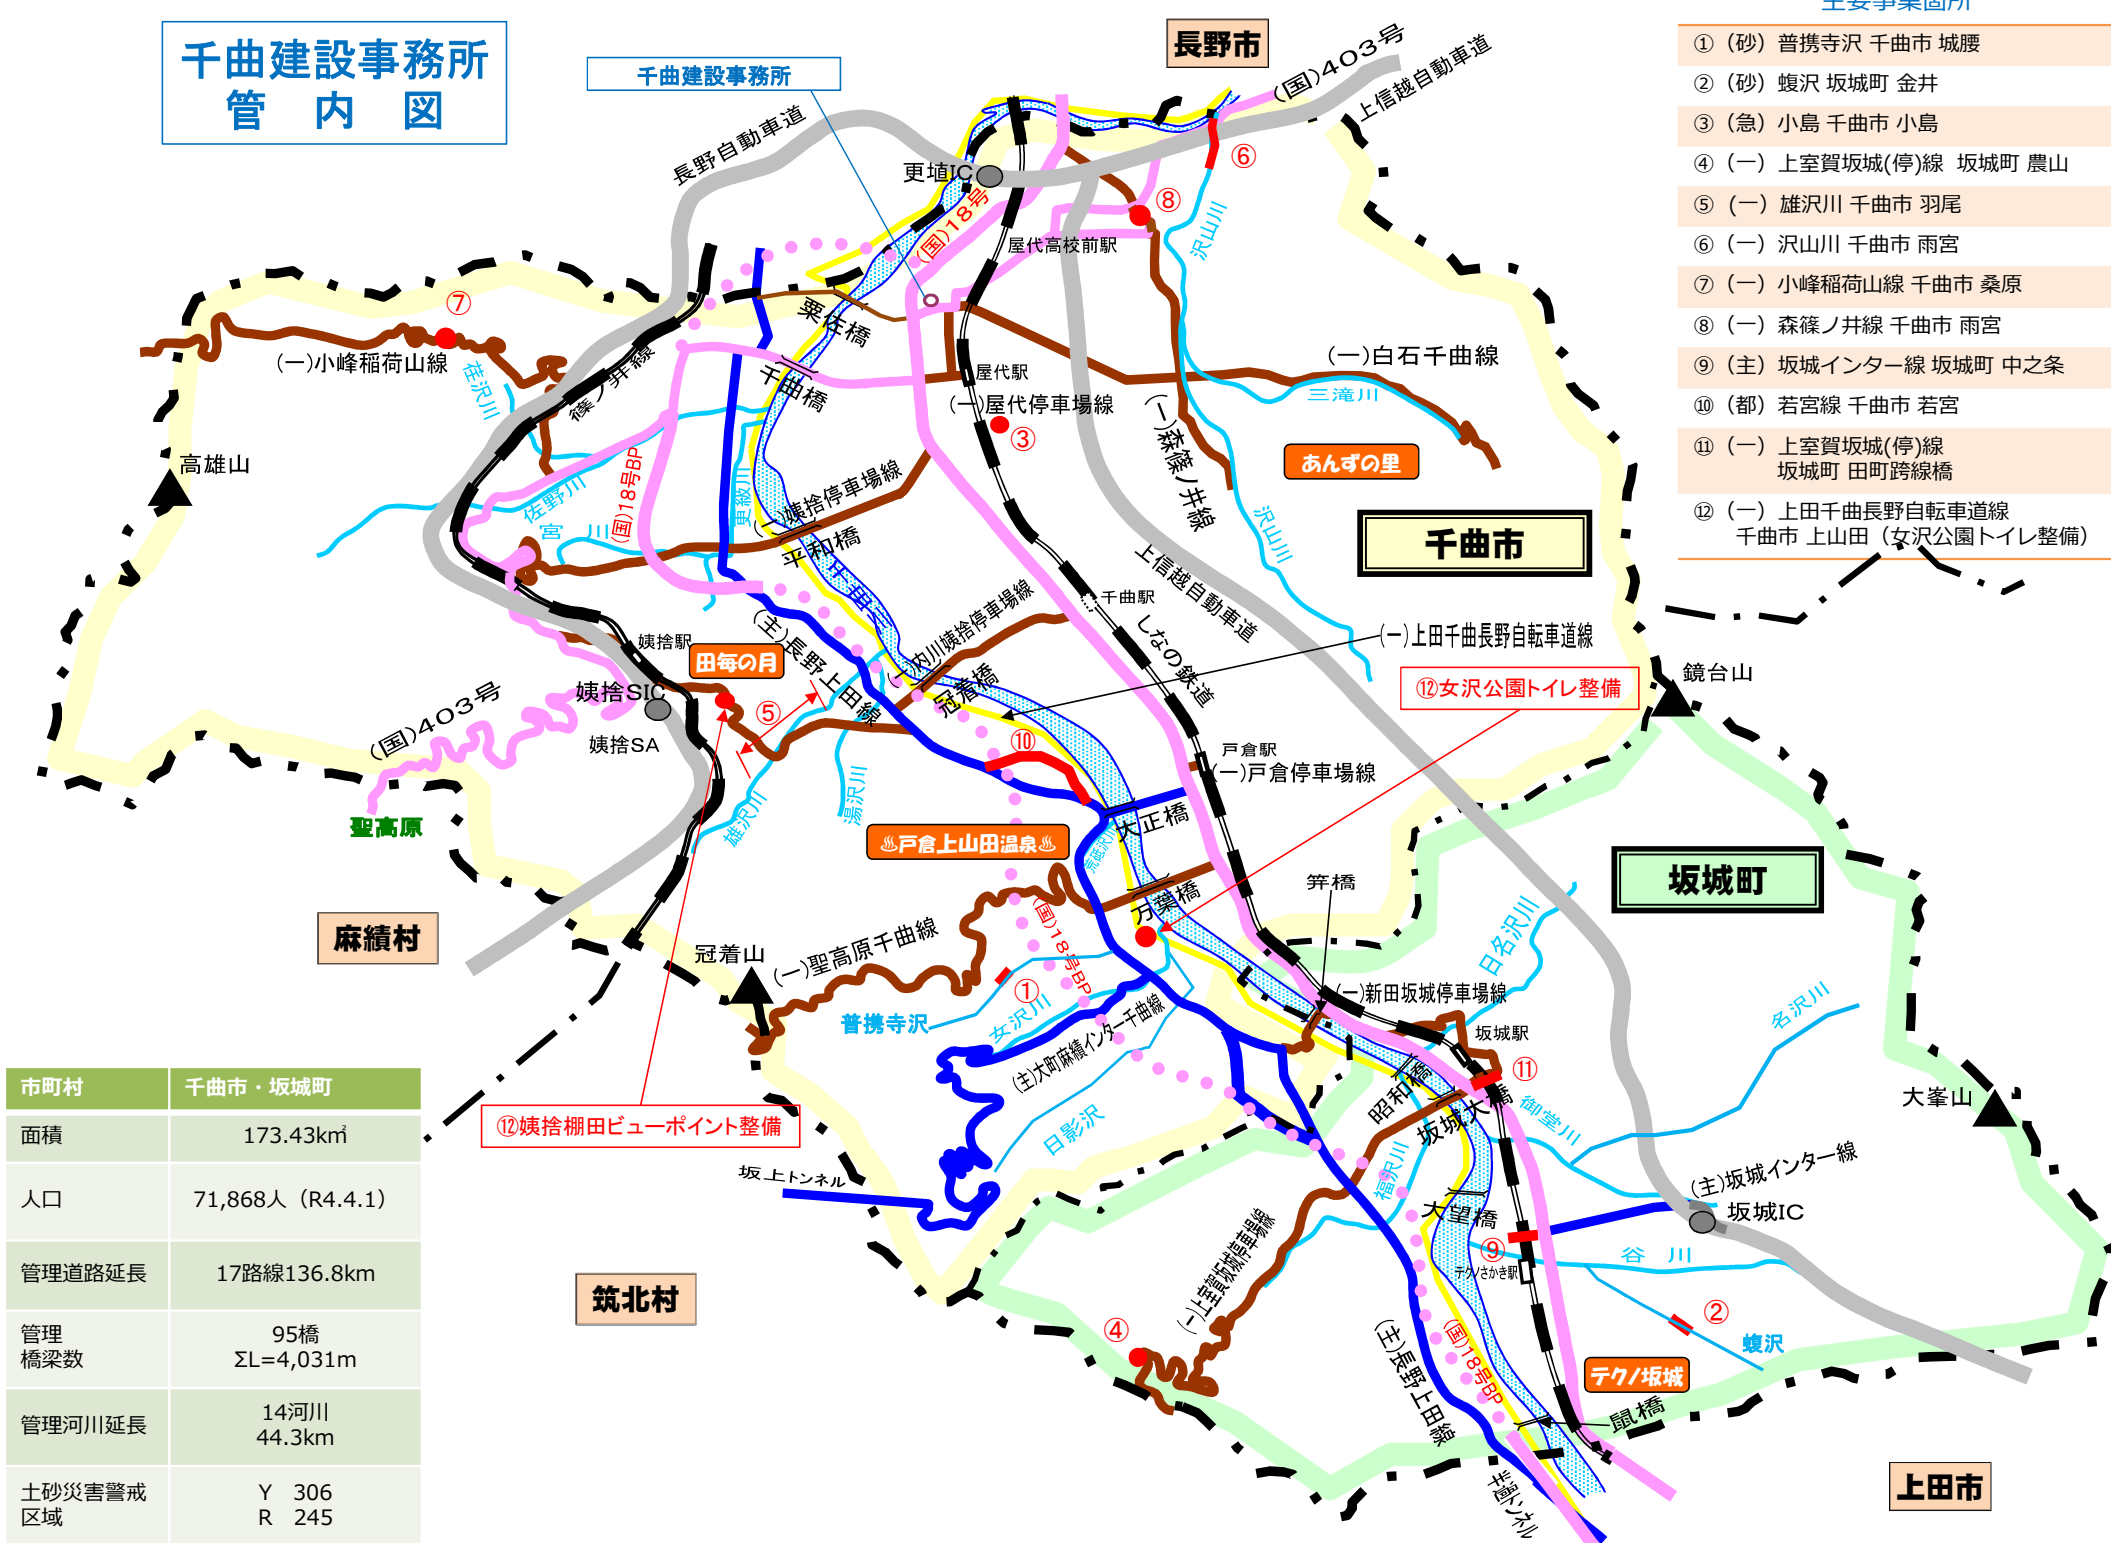 千曲建設事務所
管 内 図
千曲建設事務所
長野市
主要事業箇所
①（砂）普携寺沢 千曲市 城腰
②（砂）蝮沢 坂城町 金井
③（急）小島 千曲市 小島
④（一）上室賀坂城(停)線 坂城町 農山
⑤ (一）雄沢川 千曲市 羽尾
⑥（一）沢山川 千曲市 雨宮
⑦（一）小峰稲荷山線 千曲市 桑原
⑧（一）森篠ノ井線 千曲市 雨宮
⑨（主）坂城インター線 坂城町 中之条
⑩（都）若宮線 千曲市 若宮
⑪（一）上室賀坂城(停)線
坂城町 田町跨線橋
⑫（一）上田千曲長野自転車道線
千曲市 上山田（女沢公園トイレ整備）
(国)403号
上信越自動車道
長野自動車道
更埴IC
(国)18号
⑥
⑧
沢山川
屋代高校前駅
⑦
(一)小峰稲荷山線
荏沢川
篠ノ井線
粟佐橋
千曲橋
屋代駅
(一)屋代停車場線
③
(一)白石千曲線
三滝川
(一)森篠ノ井線
あんずの里
高雄山
佐野川
宮 川
(国)18号BP
更級川
(一)姨捨停車場線
平和橋
千曲川
沢山川
千曲市
上信越自動車道
千曲駅
しなの鉄道
(一)内川姨捨停車場線
冠着橋
(主)長野上田線
(一)上田千曲長野自転車道線
姨捨駅
田毎の月
姨捨SIC
姨捨SA
⑤
⑫女沢公園トイレ整備
鏡台山
(国)403号
聖高原
⑩
戸倉駅
(一)戸倉停車場線
雄沢川
湯沢川
大正橋
荒砥沢川
♨戸倉上山田温泉♨
坂城町
万葉橋
笄橋
日名沢川
麻績村
冠着山
(一)聖高原千曲線
(国)18号BP
①
普携寺沢
女沢川
(主)大町麻績インター千曲線
(一)新田坂城停車場線
坂城駅
名沢川
昭和橋
坂城大橋
⑪
御堂川
大峯山
⑫姨捨棚田ビューポイント整備
日影沢
坂上トンネル
福沢川
大望橋
(主)坂城インター線
坂城IC
⑨
テクノさかき駅
谷 川
筑北村
(一)上室賀坂城停車場線
④
②
蝮沢
(主)長野上田線
(国)18号BP
テクノ坂城
鼠橋
上田市
市町村 千曲市・坂城町
面積 173.43k㎡
人口 71,868人（R4.4.1）
管理道路延長 17路線136.8km
管理
橋梁数
95橋
ΣL=4,031m
管理河川延長
14河川
44.3km
土砂災害警戒
区域
Y 306
R 245